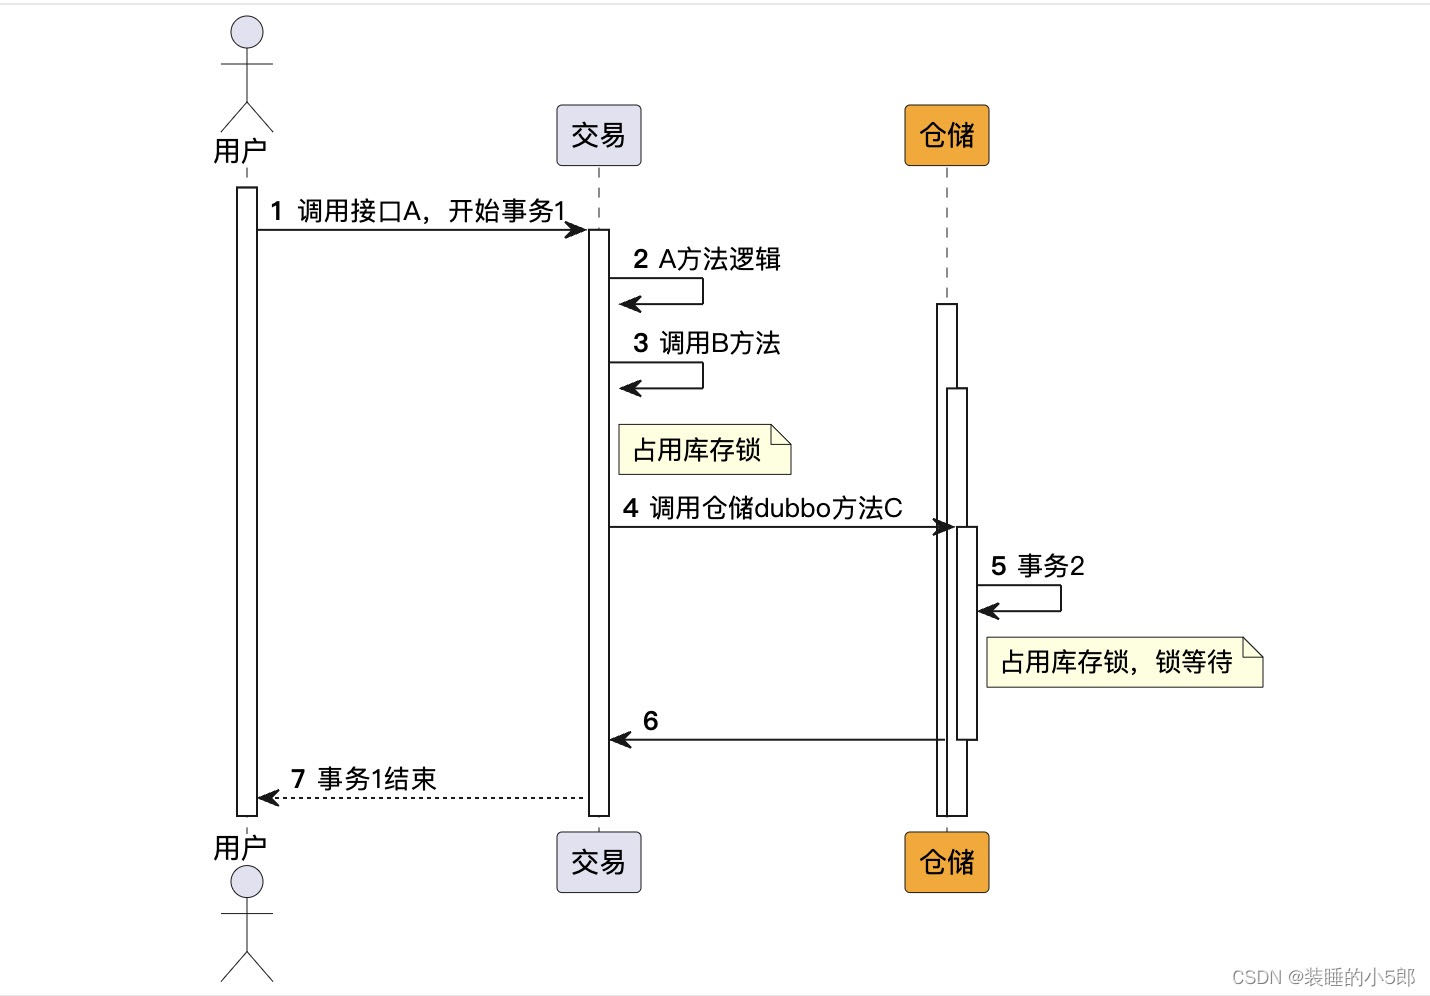 用户
交易
仓储
1 调用接口A，开始事务1
2 A方法逻辑
3 调用B方法
占用库存锁
4 调用仓储dubbo方法C
5 事务2
占用库存锁，锁等待
6
7 事务1结束
用户
交易
仓储
CSDN @装睡的小5郎